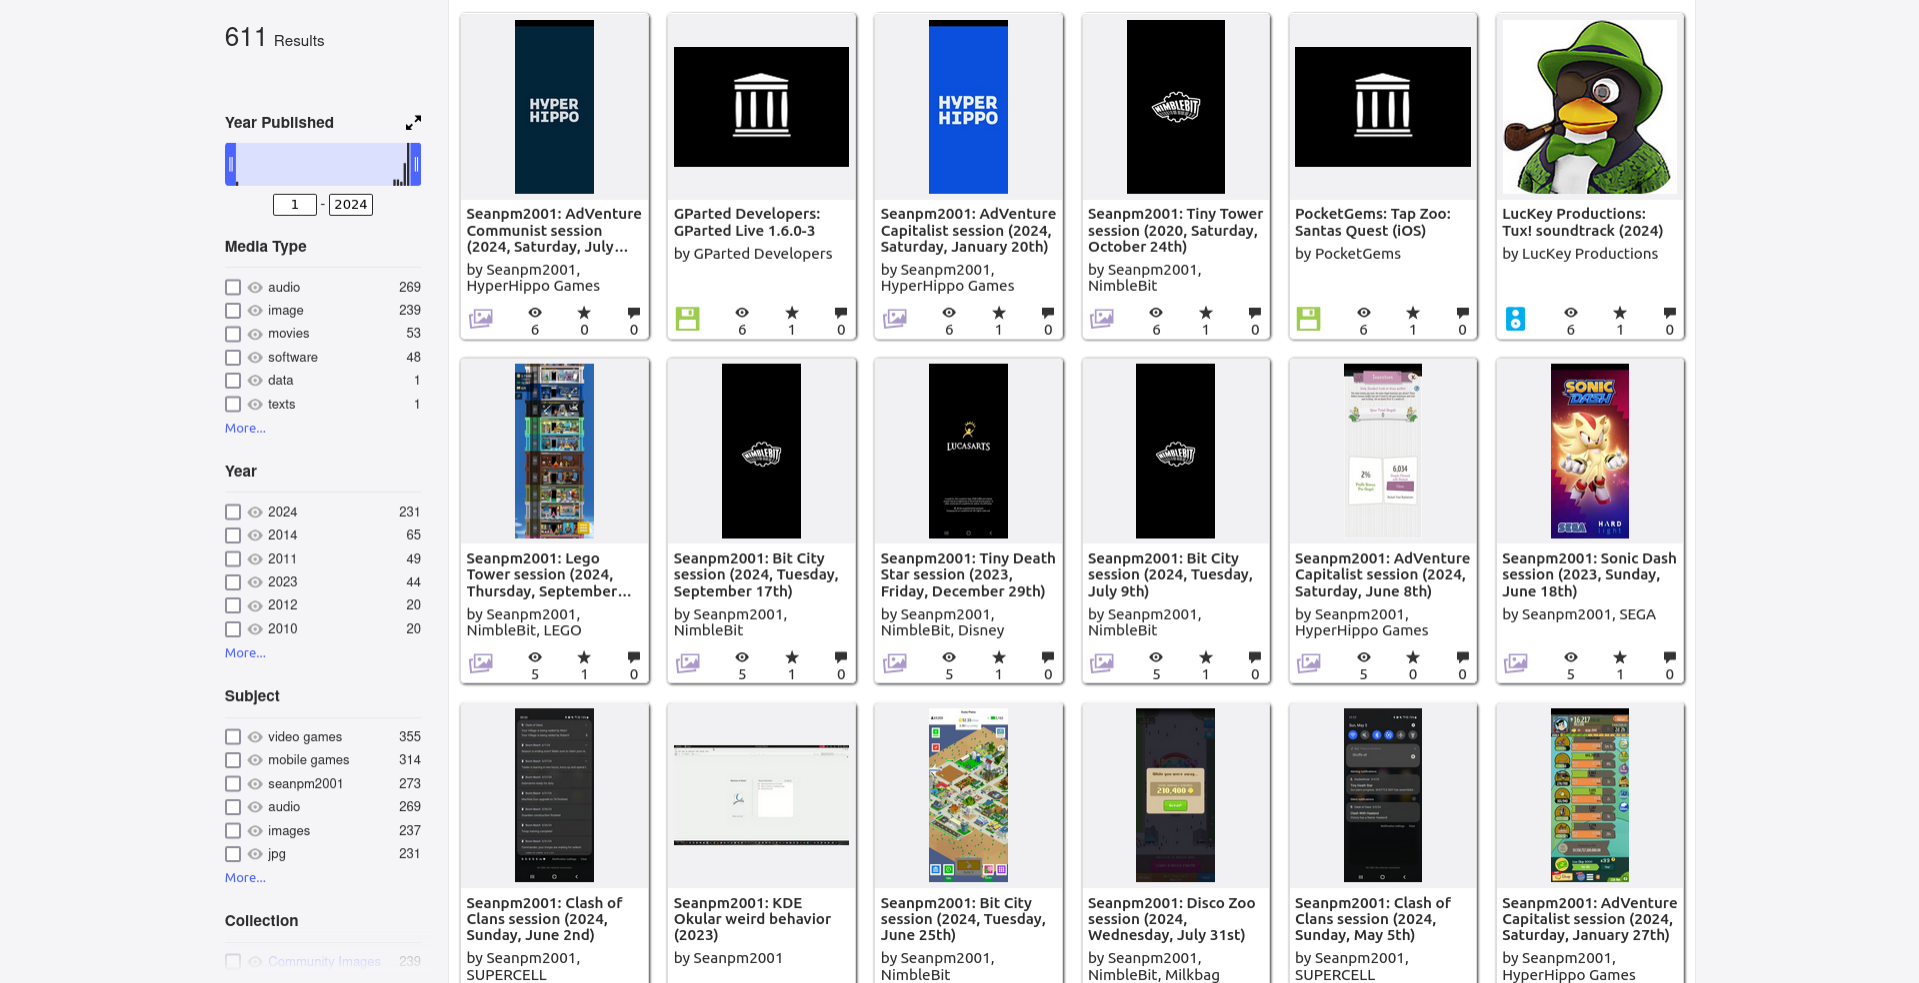 611 Results
Year Published
1 - 2024
Media Type
audio 269
image 239
movies 53
software 48
data 1
texts 1
More...
Year
2024 231
2014 65
2011 49
2023 44
2012 20
2010 20
More...
Subject
video games 355
mobile games 314
seanpm2001 273
audio 269
images 237
jpg 231
More...
Collection
Community Images 239
HYPER
HIPPO
Seanpm2001: AdVenture
Communist session
(2024, Saturday, July...
by Seanpm2001,
HyperHippo Games
6 0 0
GParted Developers:
GParted Live 1.6.0-3
by GParted Developers
6 1 0
HYPER
HIPPO
Seanpm2001: AdVenture
Capitalist session (2024,
Saturday, January 20th)
by Seanpm2001,
HyperHippo Games
6 1 0
NIMBLEBIT
Seanpm2001: Tiny Tower
session (2020, Saturday,
October 24th)
by Seanpm2001,
NimbleBit
6 1 0
PocketGems: Tap Zoo:
Santas Quest (iOS)
by PocketGems
6 1 0
LucKey Productions:
Tux! soundtrack (2024)
by LucKey Productions
6 1 0
Seanpm2001: Lego
Tower session (2024,
Thursday, September...
by Seanpm2001,
NimbleBit, LEGO
5 1 0
NIMBLEBIT
Seanpm2001: Bit City
session (2024, Tuesday,
September 17th)
by Seanpm2001,
NimbleBit
5 1 0
LUCASARTS
Seanpm2001: Tiny Death
Star session (2023,
Friday, December 29th)
by Seanpm2001,
NimbleBit, Disney
5 1 0
NIMBLEBIT
Seanpm2001: Bit City
session (2024, Tuesday,
July 9th)
by Seanpm2001,
NimbleBit
5 1 0
2% 6,034
Seanpm2001: AdVenture
Capitalist session (2024,
Saturday, June 8th)
by Seanpm2001,
HyperHippo Games
5 0 0
SONIC
DASH
SEGA HARD
light
Seanpm2001: Sonic Dash
session (2023, Sunday,
June 18th)
by Seanpm2001, SEGA
5 1 0
Seanpm2001: Clash of
Clans session (2024,
Sunday, June 2nd)
by Seanpm2001,
SUPERCELL
Seanpm2001: KDE
Okular weird behavior
(2023)
by Seanpm2001
Seanpm2001: Bit City
session (2024, Tuesday,
June 25th)
by Seanpm2001,
NimbleBit
While you were away...
210,400
Seanpm2001: Disco Zoo
session (2024,
Wednesday, July 31st)
by Seanpm2001,
NimbleBit, Milkbag
Seanpm2001: Clash of
Clans session (2024,
Sunday, May 5th)
by Seanpm2001,
SUPERCELL
Seanpm2001: AdVenture
Capitalist session (2024,
Saturday, January 27th)
by Seanpm2001,
HyperHippo Games